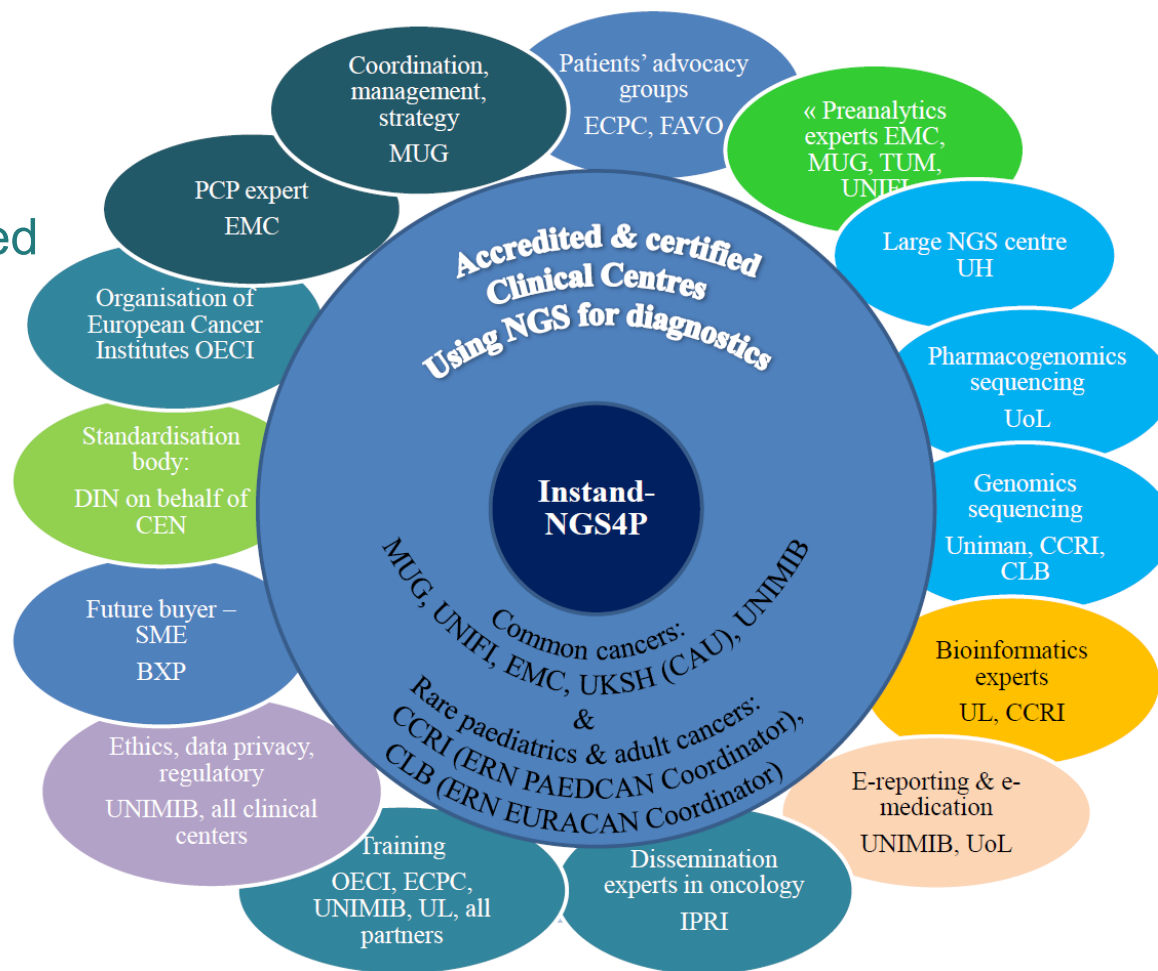 Coordination,
management,
strategy
MUG
Patients’ advocacy
groups
ECPC, FAVO
« Preanalytics
experts EMC,
MUG, TUM,
UNIFI
Large NGS centre
UH
Pharmacogenomics
sequencing
UoL
Genomics
sequencing
Uniman, CCRI,
CLB
Bioinformatics
experts
UL, CCRI
E-reporting & e-
medication
UNIMIB, UoL
Dissemination
experts in oncology
IPRI
Training
OECI, ECPC,
UNIMIB, UL, all
partners
Ethics, data privacy,
regulatory
UNIMIB, all clinical
centers
Future buyer –
SME
BXP
Standardisation
body:
DIN on behalf of
CEN
Organisation of
European Cancer
Institutes OECI
PCP expert
EMC
ed
Accredited & certified
Clinical Centres
Using NGS for diagnostics
Instand-
NGS4P
Common cancers:
MUG, UNIFI, EMC, UKSH (CAU), UNIMIB
&
Rare paediatrics & adult cancers:
CCRI (ERN PAEDCAN Coordinator),
CLB (ERN EURACAN Coordinator)